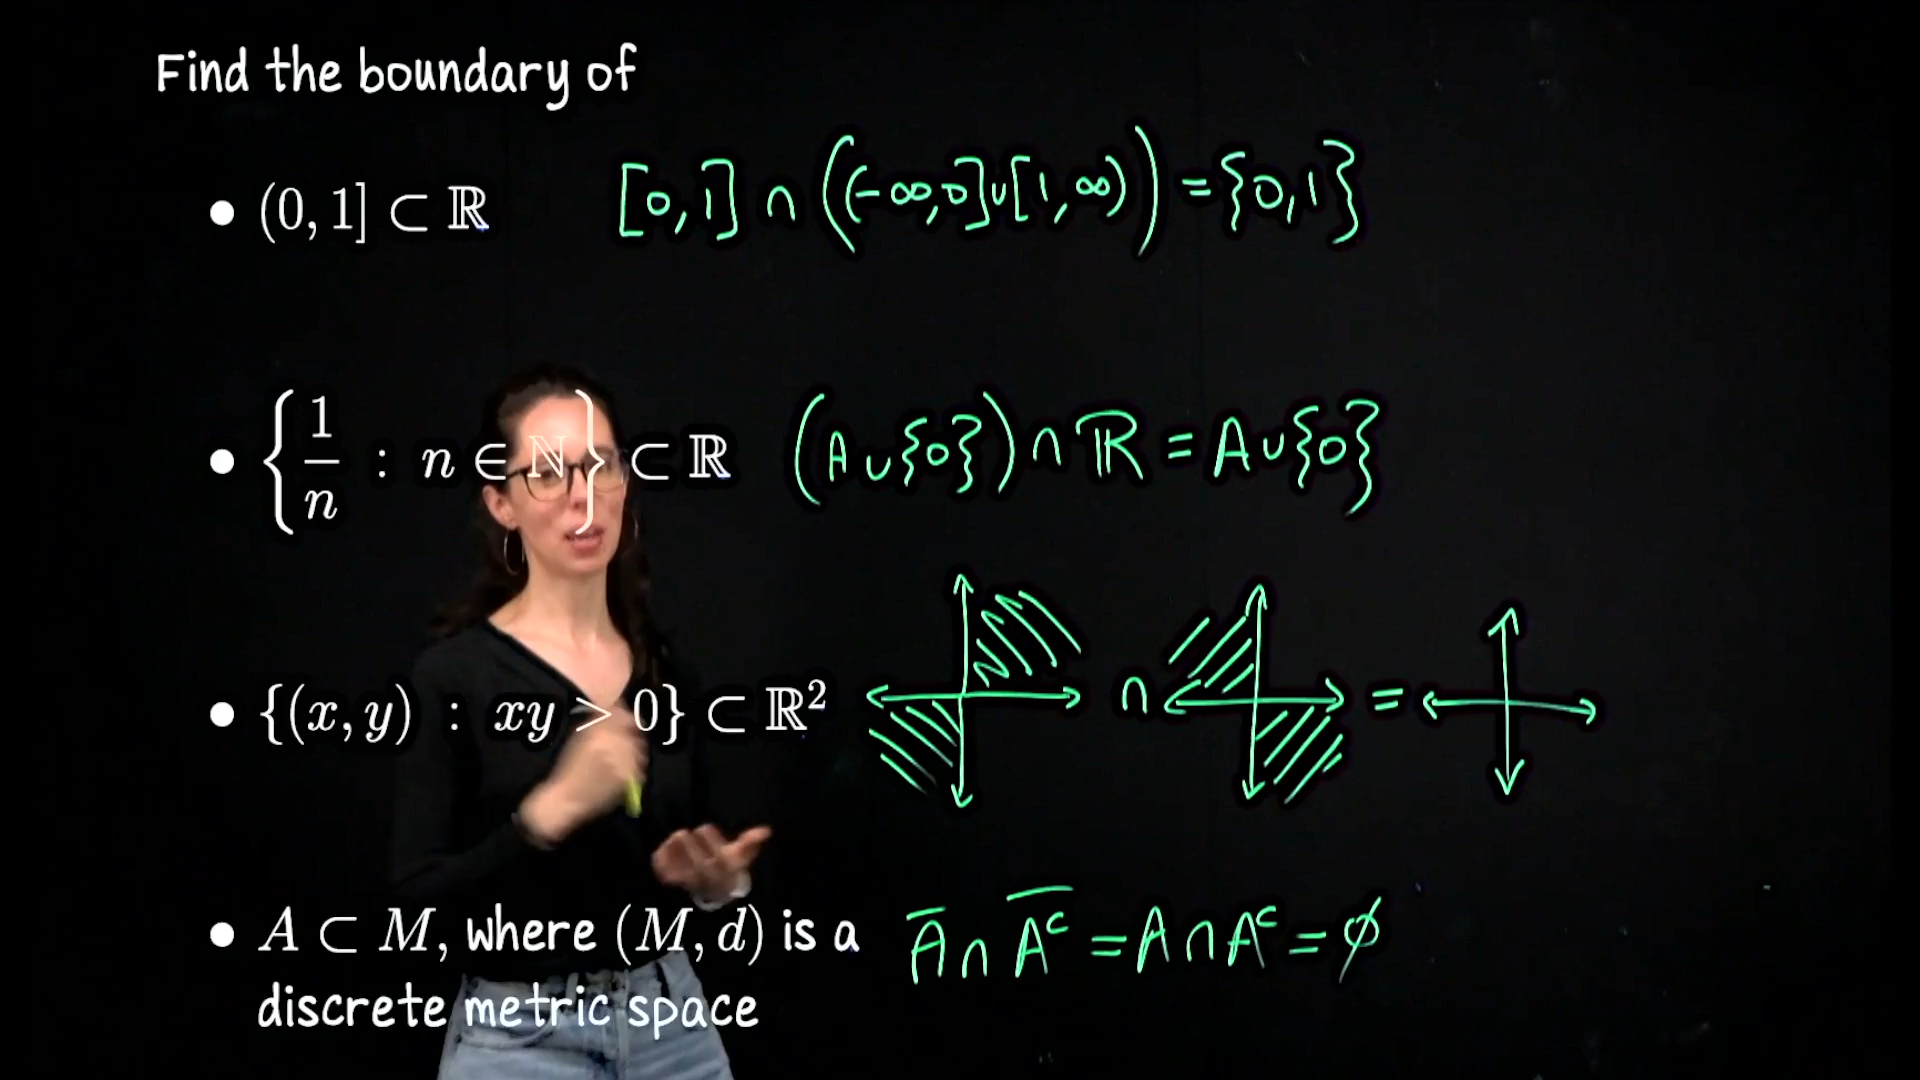 Find the boundary of
• (0, 1] ⊂ ℝ [0,1] ∩ ((-∞,0]∪[1,∞)) = {0,1}
• {1/n : n ∈ ℕ} ⊂ ℝ (A∪{0}) ∩ ℝ = A∪{0}
• {(x, y) : xy > 0} ⊂ ℝ² ∩ =
• A ⊂ M, where (M, d) is a A̅ ∩ A̅ᶜ̅ = A ∩ Aᶜ = ∅
discrete metric space